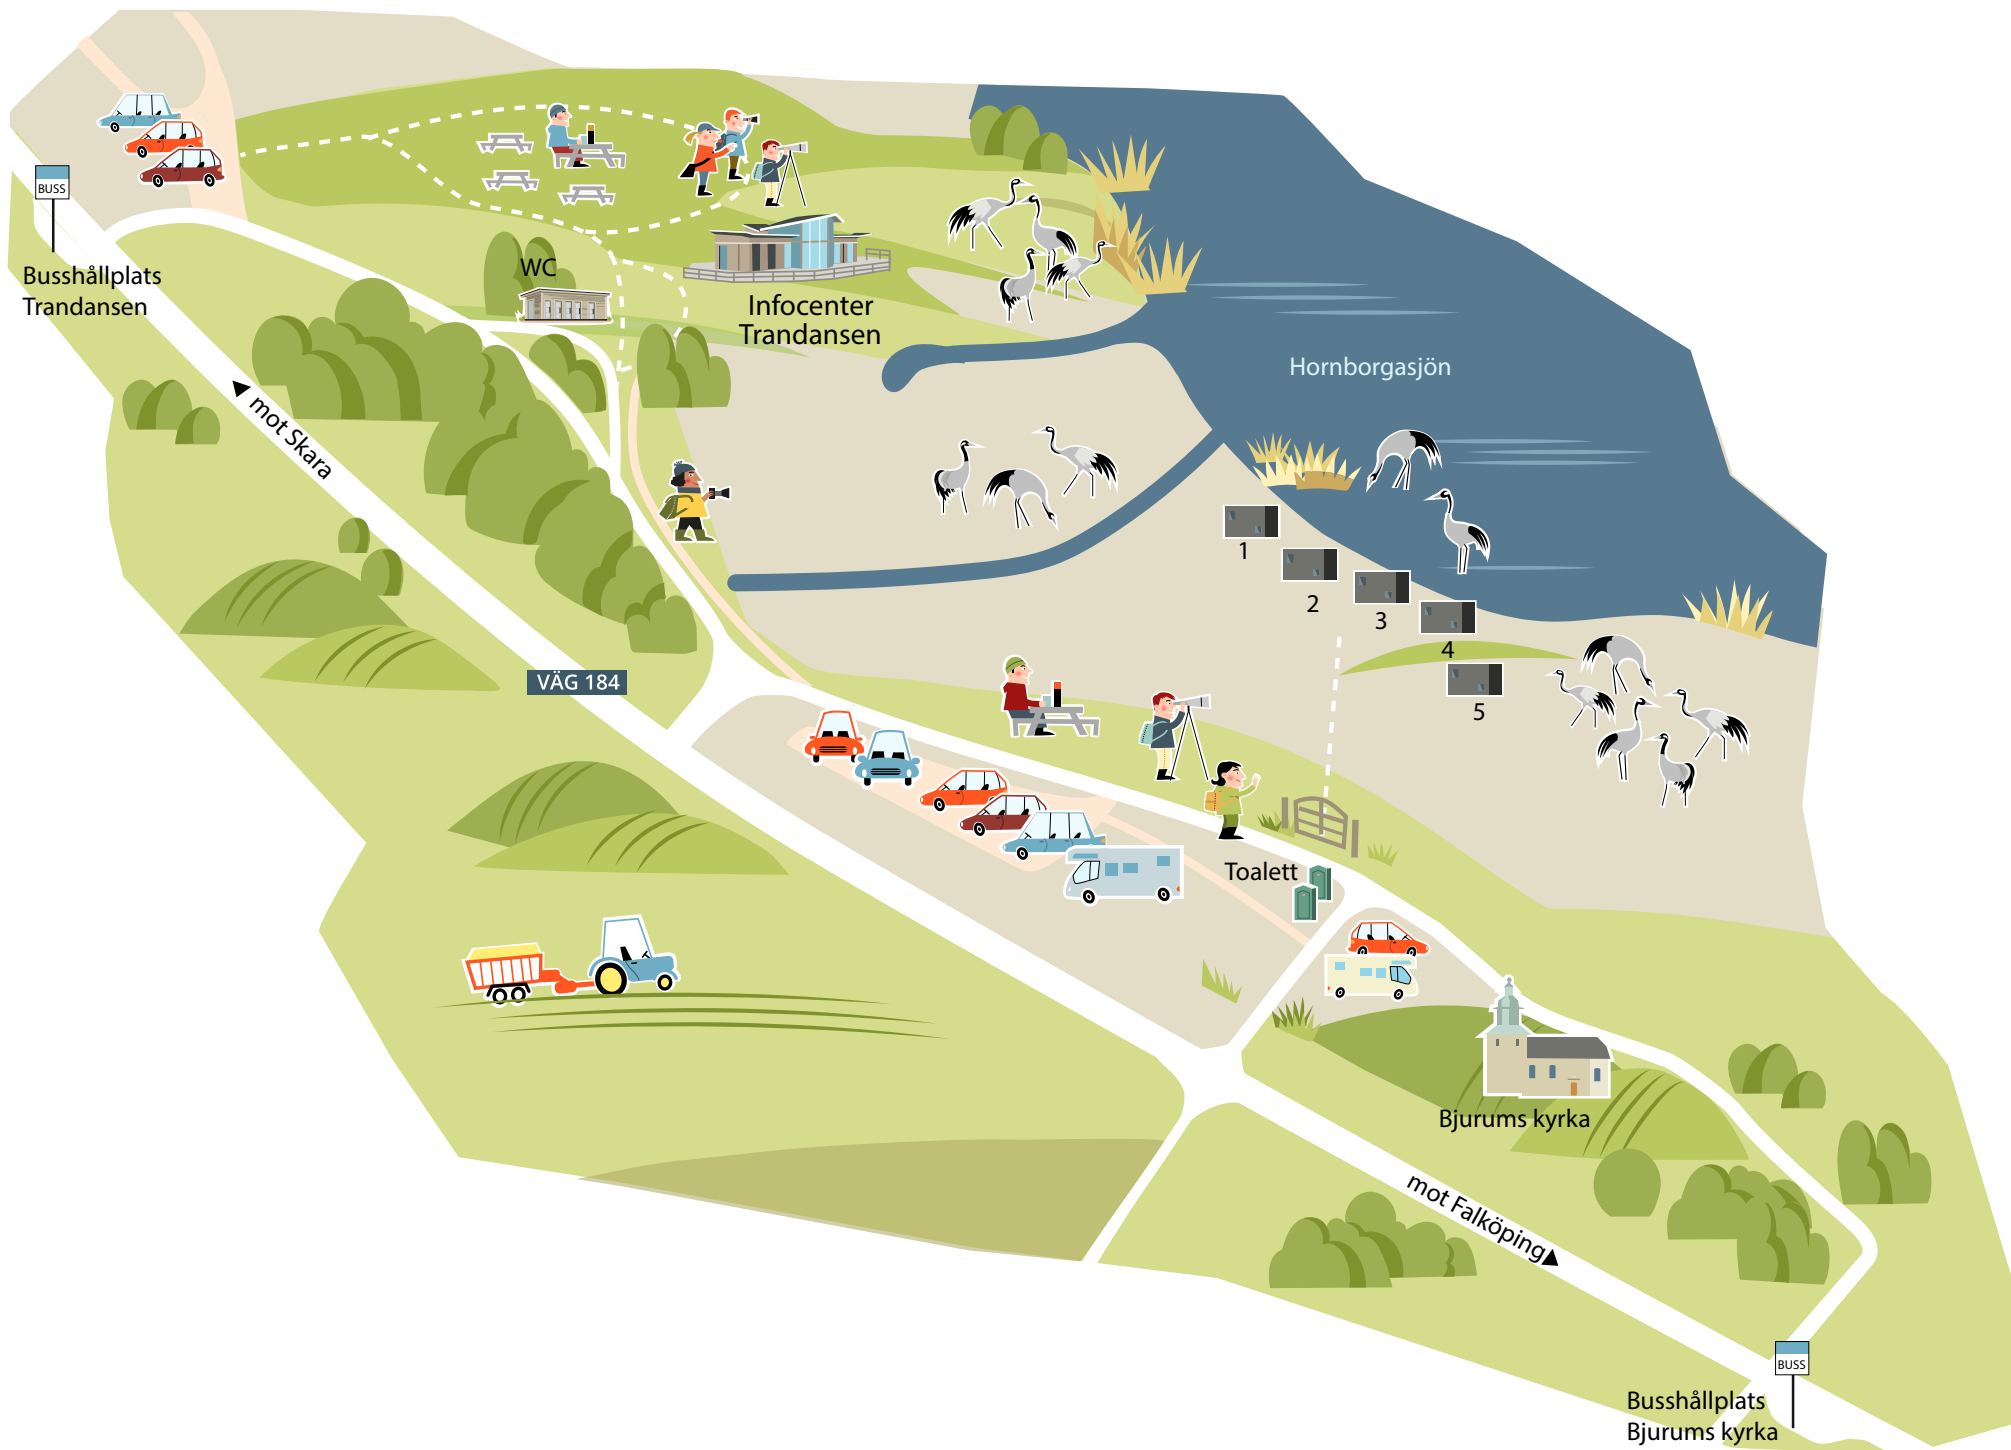 BUSS
Busshållplats
Trandansen
WC
Infocenter
Trandansen
Hornborgasjön
mot Skara
1
2
3
4
5
VÄG 184
Toalett
Bjurums kyrka
mot Falköping
BUSS
Busshållplats
Bjurums kyrka